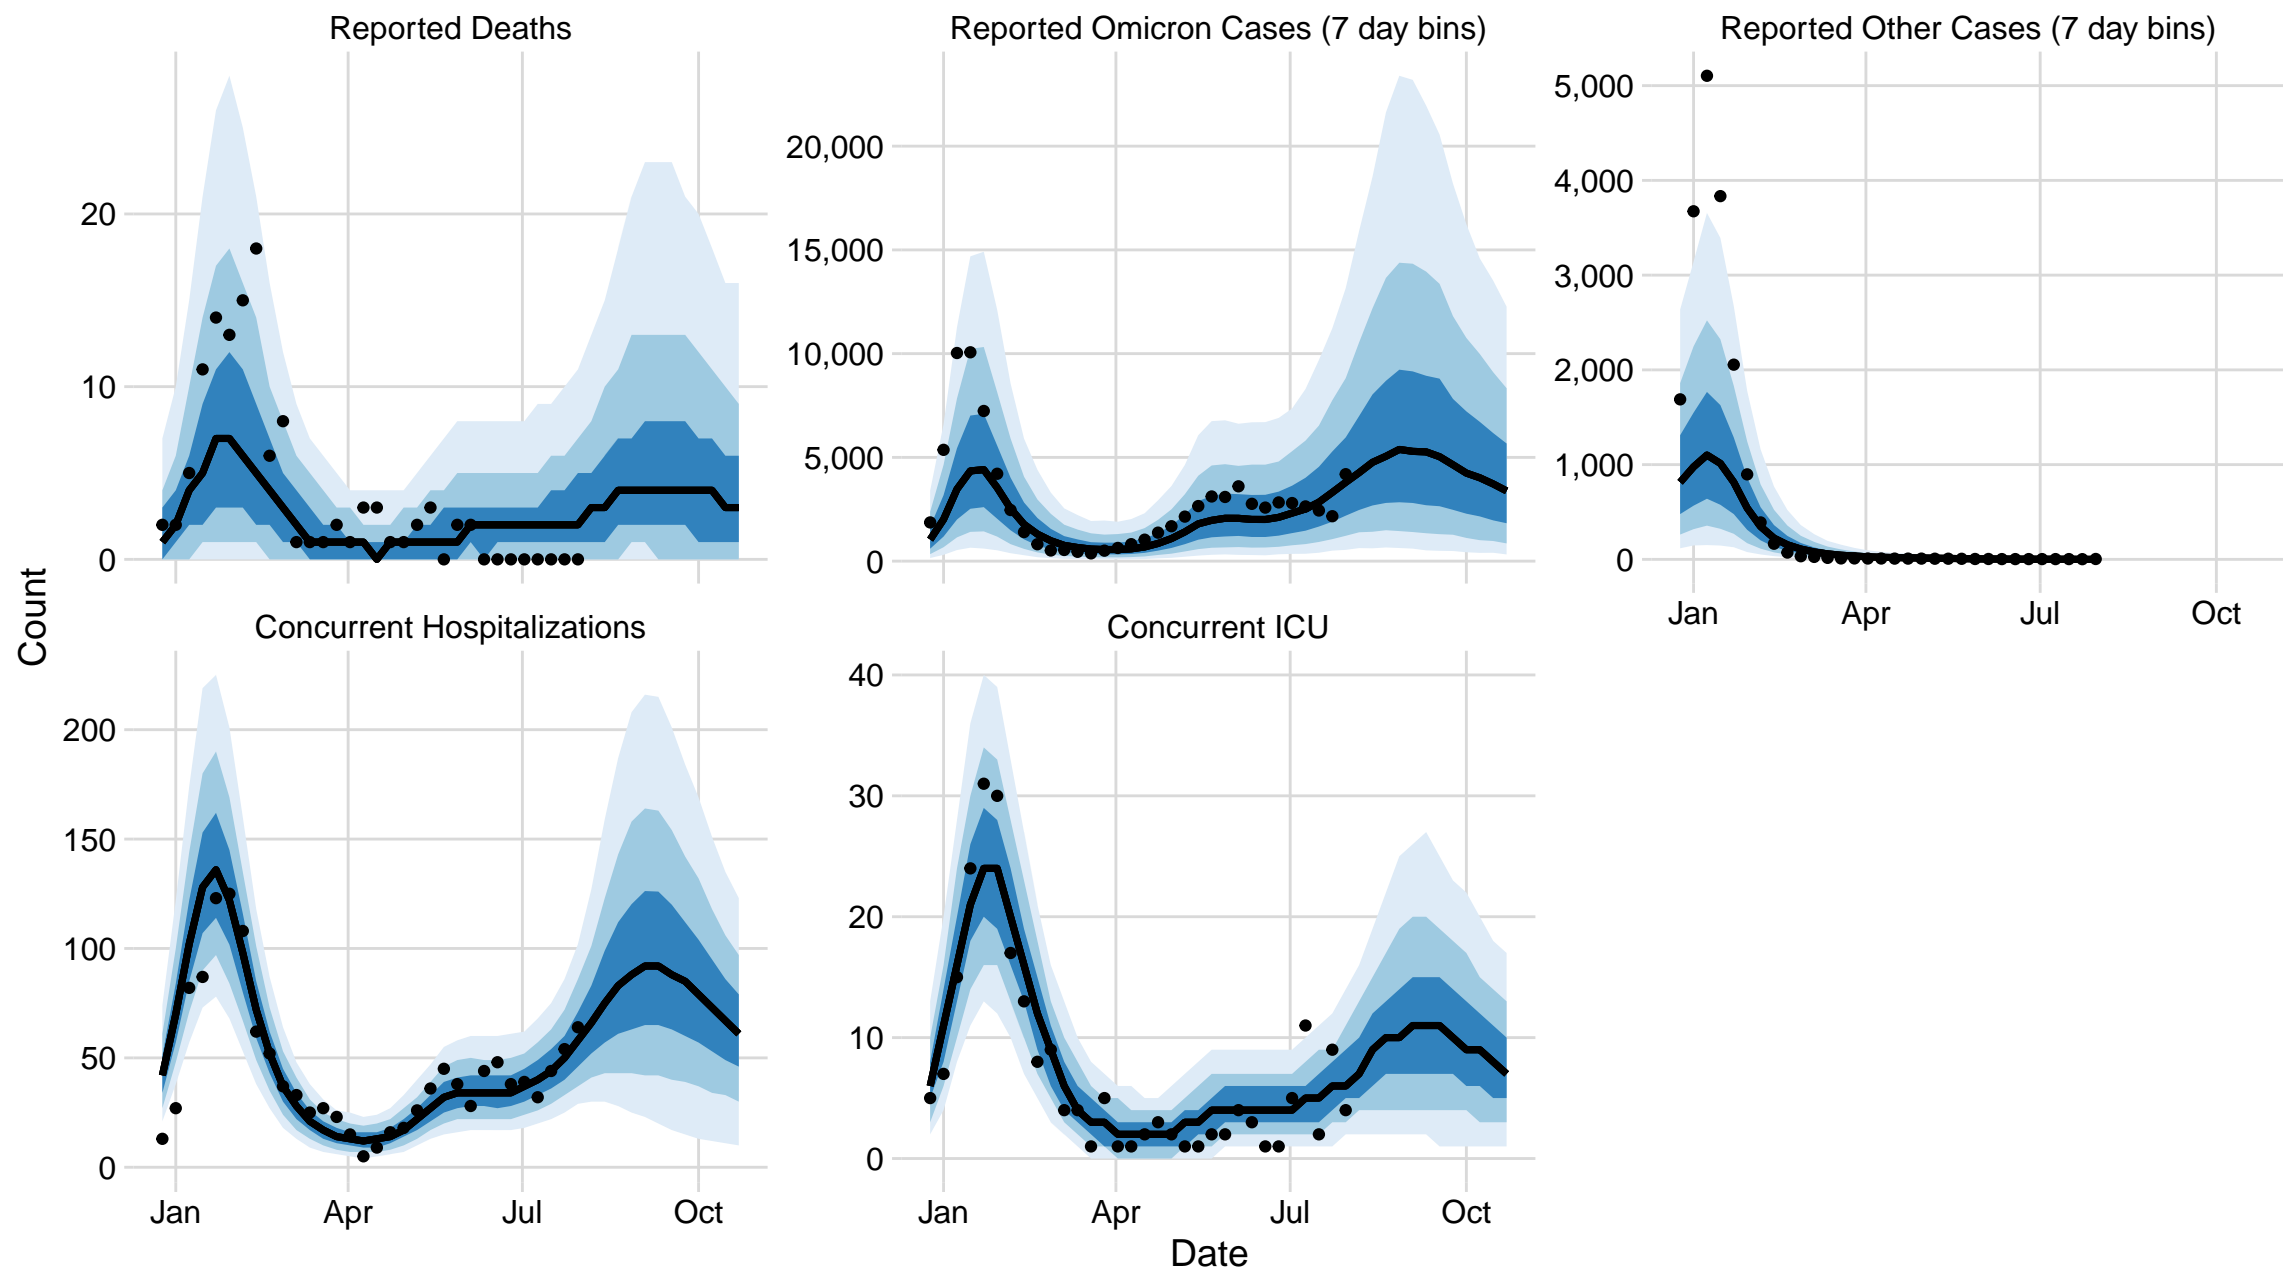 Reported Deaths
Reported Omicron Cases (7 day bins)
Reported Other Cases (7 day bins)
20
10
0
20,000
15,000
10,000
5,000
0
5,000
4,000
3,000
2,000
1,000
0
Jan Apr Jul Oct
Count
Concurrent Hospitalizations
Concurrent ICU
200
150
100
50
0
Jan Apr Jul Oct
40
30
20
10
0
Jan Apr Jul Oct
Date